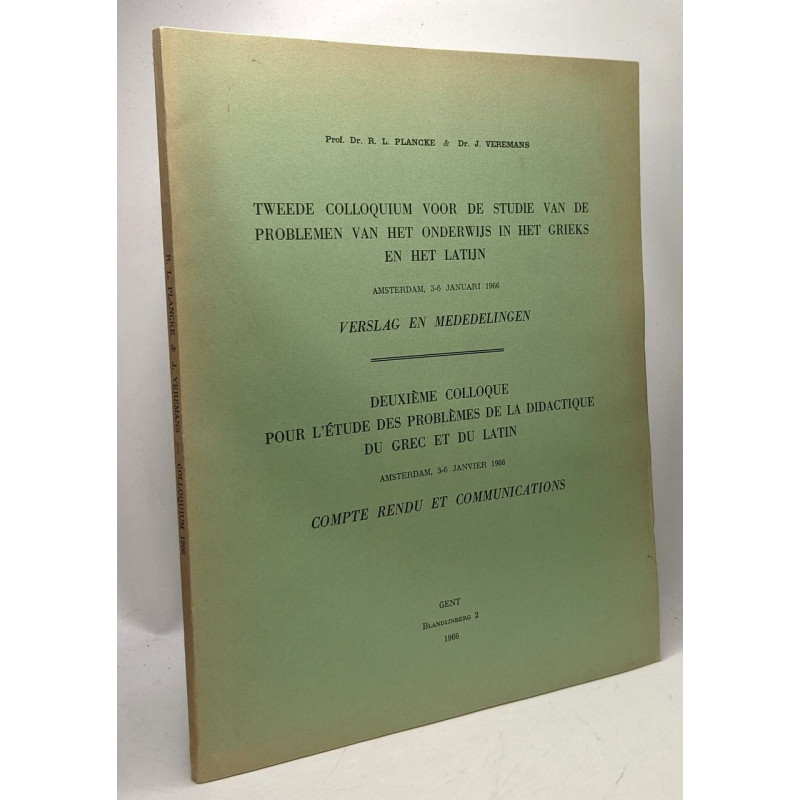 Prof. Dr. R. L. PLANCKE & Dr. J. VEREMANS
TWEEDE COLLOQUIUM VOOR DE STUDIE VAN DE
PROBLEMEN VAN HET ONDERWIJS IN HET GRIEKS
EN HET LATIJN
AMSTERDAM, 3-6 JANUARI 1966
VERSLAG EN MEDEDELINGEN
DEUXIÈME COLLOQUE
POUR L'ÉTUDE DES PROBLÈMES DE LA DIDACTIQUE
DU GREC ET DU LATIN
AMSTERDAM, 3-6 JANVIER 1966
COMPTE RENDU ET COMMUNICATIONS
GENT
BLANDIJNBERG 2
1966
R. L. PLANCKE & J. VEREMANS — COLLOQUIUM 1966